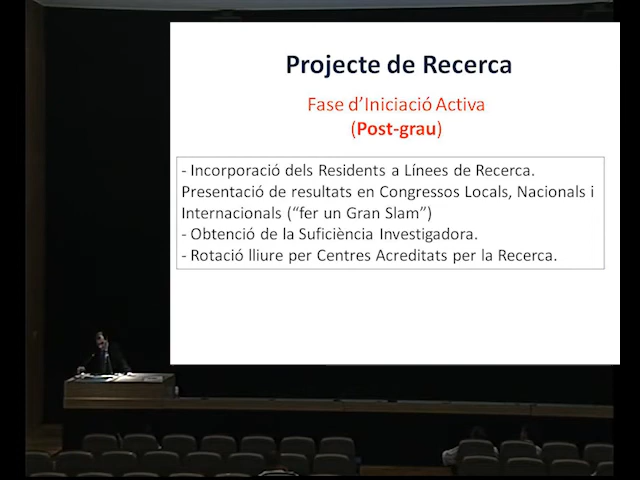 Projecte de Recerca
Fase d'Iniciació Activa
(Post-grau)
- Incorporació dels Residents a Línees de Recerca.
Presentació de resultats en Congressos Locals, Nacionals i
Internacionals (“fer un Gran Slam”)
- Obtenció de la Suficiència Investigadora.
- Rotació lliure per Centres Acreditats per la Recerca.